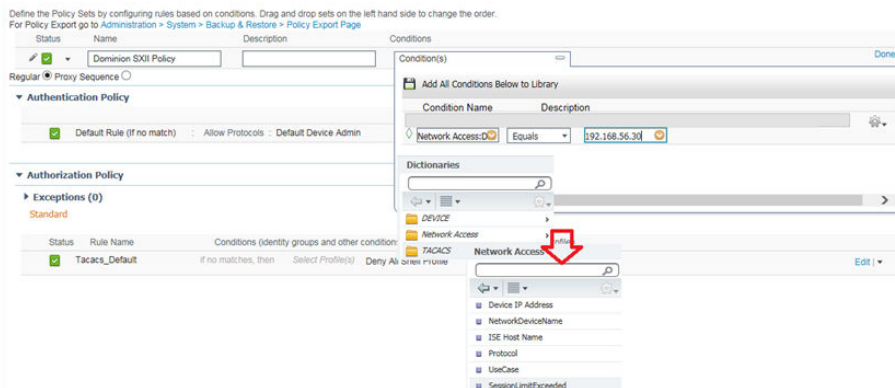 Define the Policy Sets by configuring rules based on conditions. Drag and drop sets on the left hand side to change the order.
For Policy Export go to Administration > System > Backup & Restore > Policy Export Page
Status Name Description Conditions
Dominion SXII Policy
Condition(s)
Done
Regular Proxy Sequence
Add All Conditions Below to Library
Authentication Policy
Condition Name Description
Default Rule (If no match) : Allow Protocols : Default Device Admin
Network Access:D Equals 192.168.56.30
Dictionaries
Authorization Policy
Exceptions (0)
Standard
DEVICE
Network Access
TACACS
Status Rule Name Conditions (identity groups and other condition
Network Access
Tacacs_Default if no matches, then Select Profile(s) Deny All Shell Profile Edit |
Device IP Address
NetworkDeviceName
ISE Host Name
Protocol
UseCase
SessionLimitExceeded